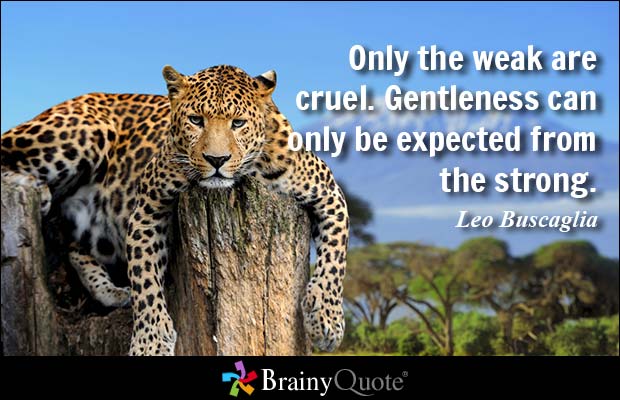 Only the weak are
cruel. Gentleness can
only be expected from
the strong.
Leo Buscaglia
BrainyQuote®